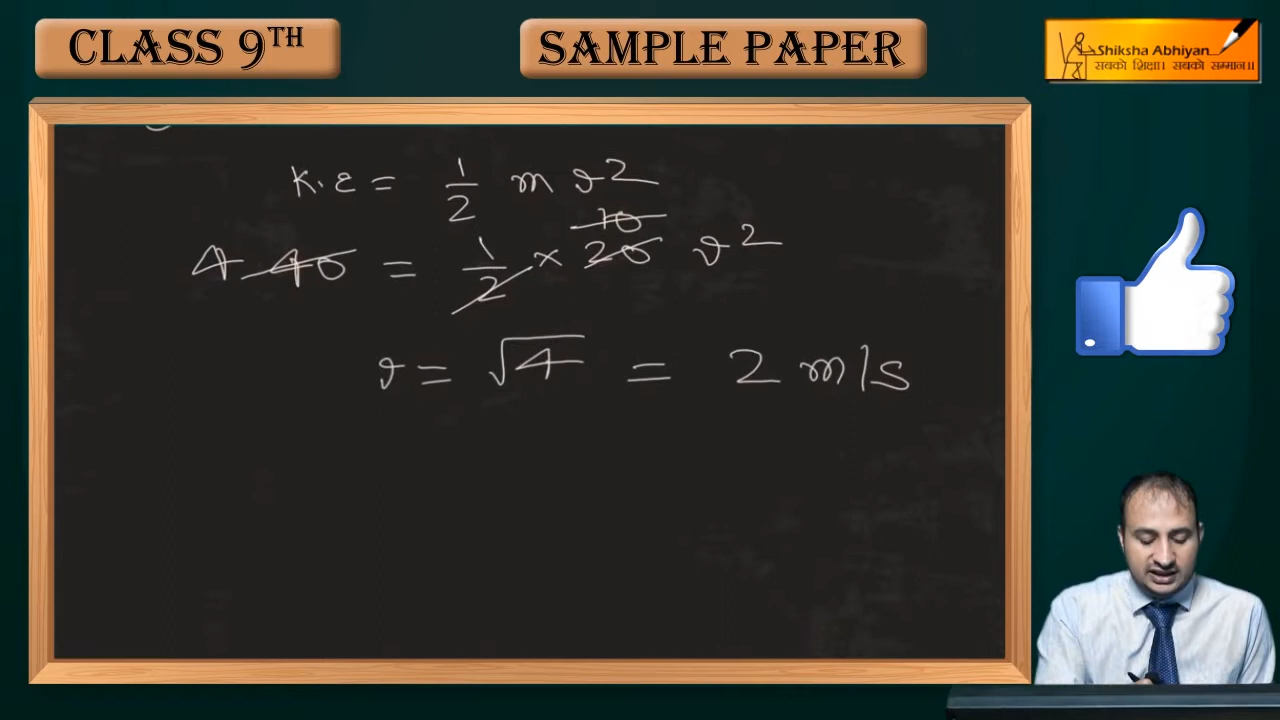 CLASS 9TH
SAMPLE PAPER
Shiksha Abhiyan
सबको शिक्षा। सबको सम्मान॥
K.E = 1/2 m v2
10
4 40 = 1/2 × 20 v2
v = √4 = 2 m/s